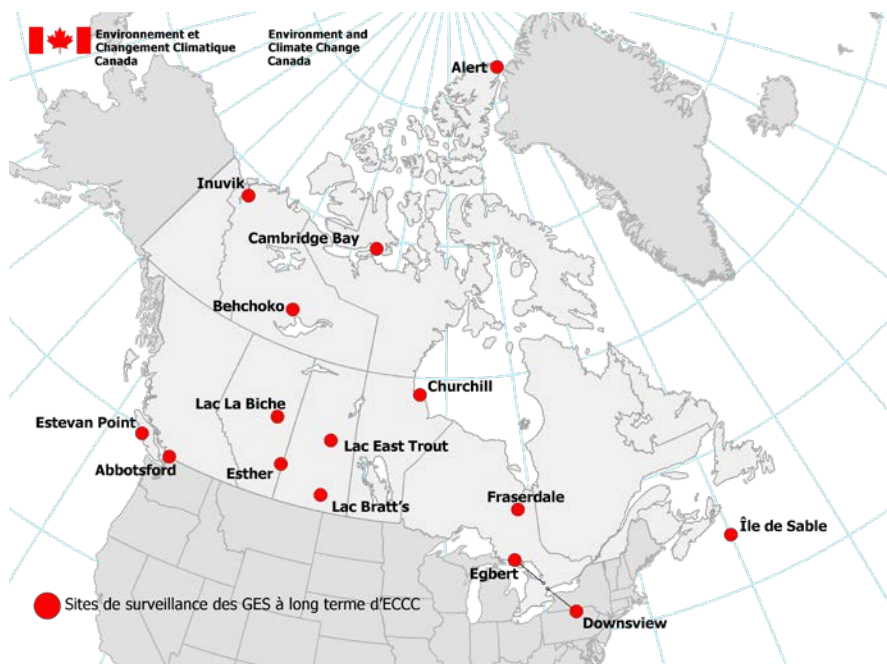 Environnement et
Changement Climatique
Canada
Environment and
Climate Change
Canada
Alert
Inuvik
Cambridge Bay
Behchoko
Churchill
Lac La Biche
Estevan Point
Lac East Trout
Abbotsford
Esther
Lac Bratt's
Fraserdale
Île de Sable
Egbert
Sites de surveillance des GES à long terme d'ECCC
Downsview